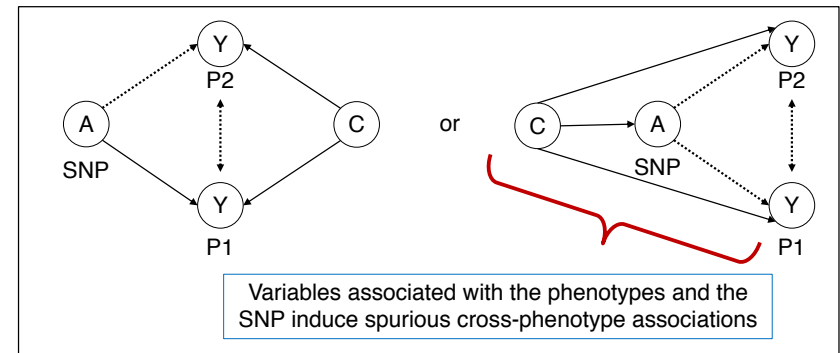 Y
P2
A
SNP
C
Y
P1
or
Y
P2
C
A
SNP
Y
P1
Variables associated with the phenotypes and the
SNP induce spurious cross-phenotype associations